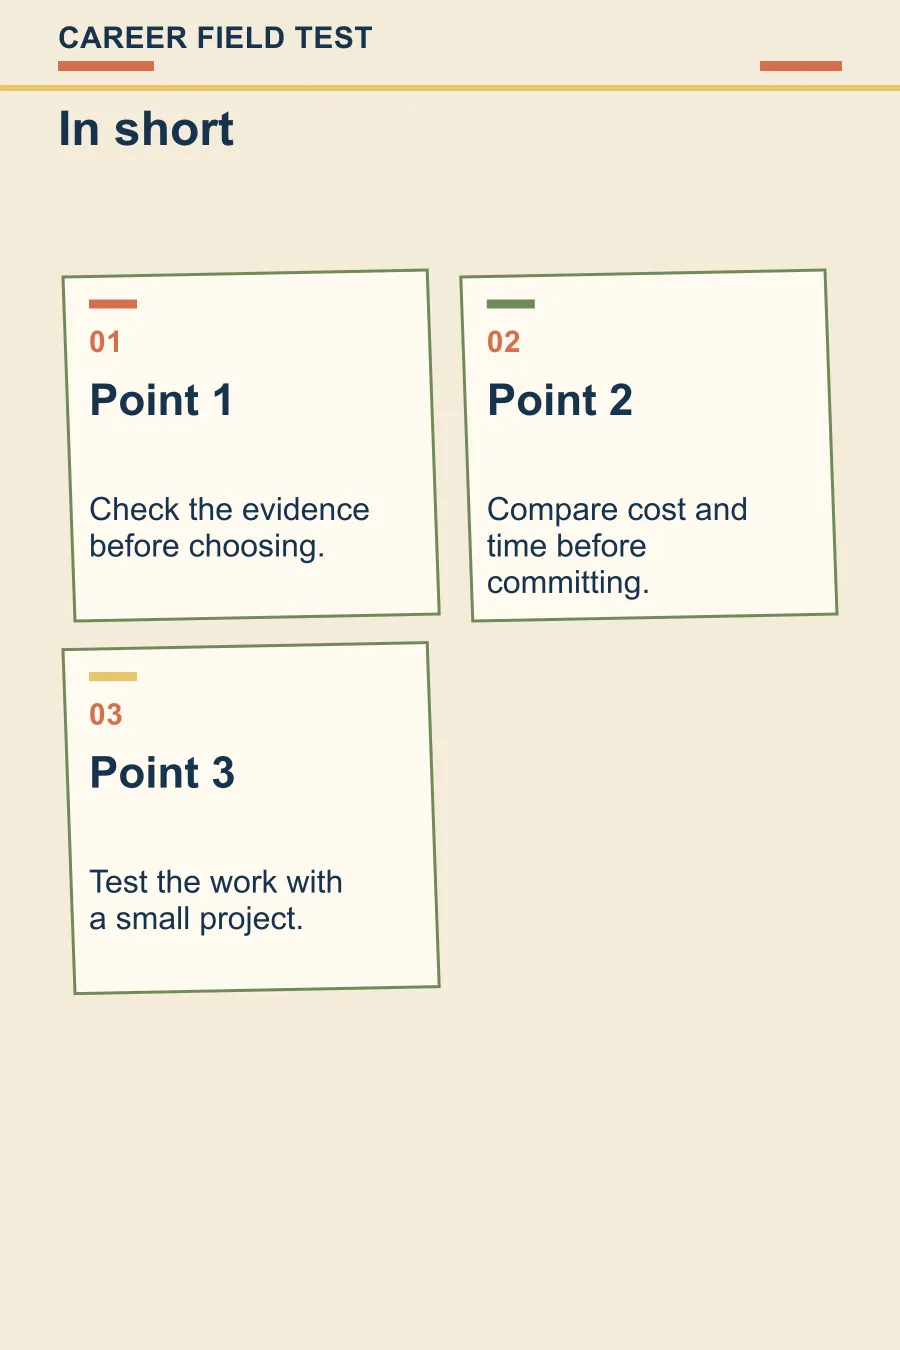 CAREER FIELD TEST
In short
01
Point 1
Check the evidence
before choosing.
02
Point 2
Compare cost and
time before
committing.
03
Point 3
Test the work with
a small project.